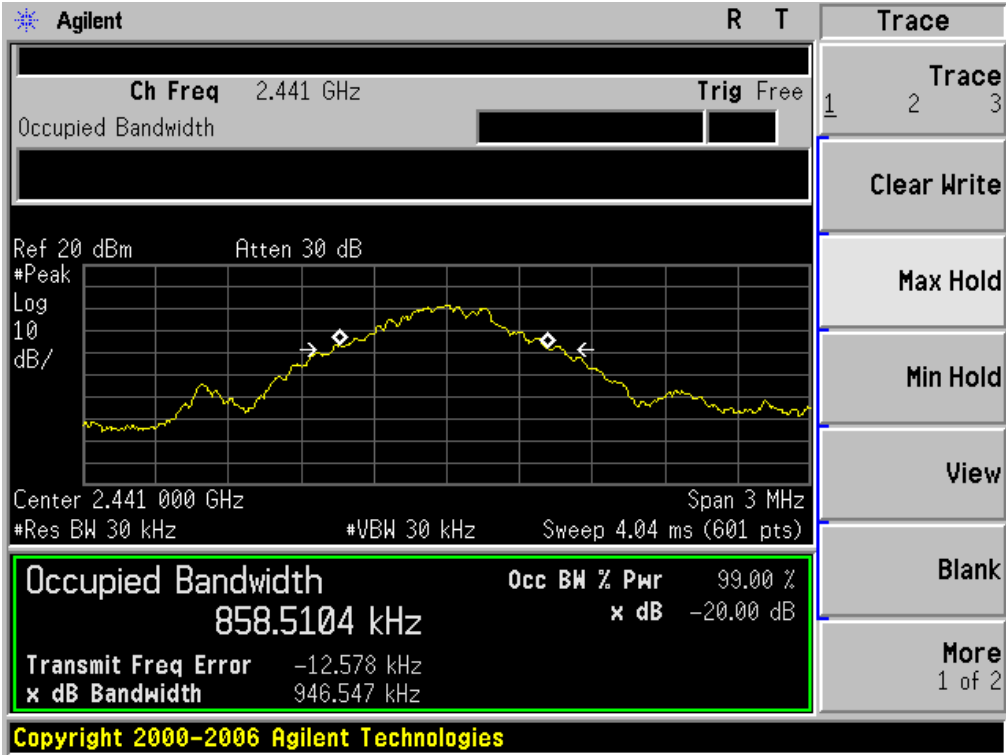 Agilent R T Trace
Ch Freq 2.441 GHz Trig Free
Occupied Bandwidth
Trace
1 2 3
Clear Write
Max Hold
Min Hold
View
Blank
More
1 of 2
Ref 20 dBm Atten 30 dB
#Peak
Log
10
dB/
Center 2.441 000 GHz Span 3 MHz
#Res BW 30 kHz #VBW 30 kHz Sweep 4.04 ms (601 pts)
Occupied Bandwidth Occ BW % Pwr 99.00 %
858.5104 kHz x dB -20.00 dB
Transmit Freq Error -12.578 kHz
x dB Bandwidth 946.547 kHz
Copyright 2000-2006 Agilent Technologies